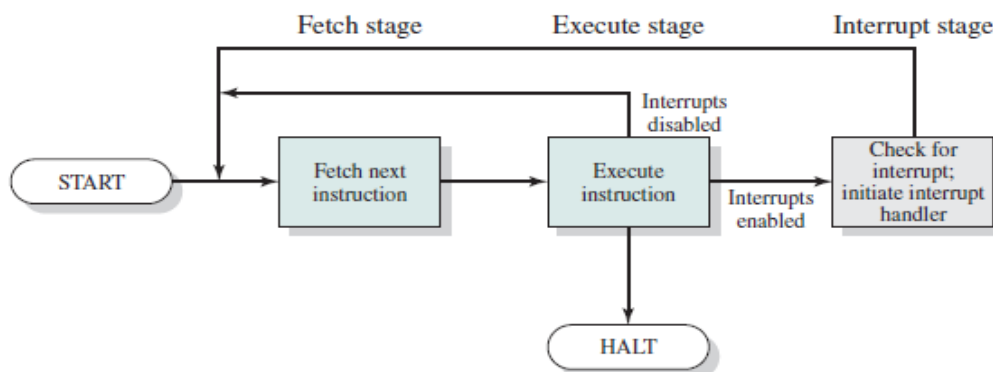 Fetch stage
Execute stage
Interrupt stage
Interrupts
disabled
START
Fetch next
instruction
Execute
instruction
Interrupts
enabled
Check for
interrupt;
initiate interrupt
handler
HALT